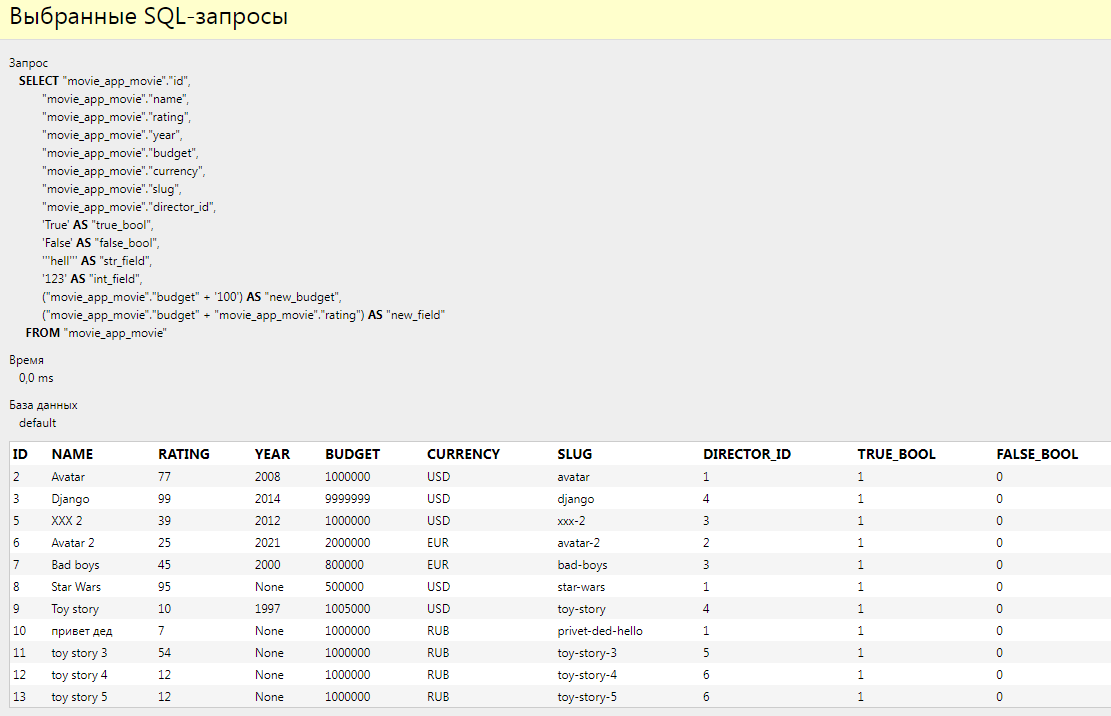 Выбранные SQL-запросы
Запрос
SELECT "movie_app_movie"."id",
"movie_app_movie"."name",
"movie_app_movie"."rating",
"movie_app_movie"."year",
"movie_app_movie"."budget",
"movie_app_movie"."currency",
"movie_app_movie"."slug",
"movie_app_movie"."director_id",
'True' AS "true_bool",
'False' AS "false_bool",
'''hell''' AS "str_field",
'123' AS "int_field",
("movie_app_movie"."budget" + '100') AS "new_budget",
("movie_app_movie"."budget" + "movie_app_movie"."rating") AS "new_field"
FROM "movie_app_movie"
Время
0,0 ms
База данных
default
ID NAME RATING YEAR BUDGET CURRENCY SLUG DIRECTOR_ID TRUE_BOOL FALSE_BOOL
2 Avatar 77 2008 1000000 USD avatar 1 1 0
3 Django 99 2014 9999999 USD django 4 1 0
5 XXX 2 39 2012 1000000 USD xxx-2 3 1 0
6 Avatar 2 25 2021 2000000 EUR avatar-2 2 1 0
7 Bad boys 45 2000 800000 EUR bad-boys 3 1 0
8 Star Wars 95 None 500000 USD star-wars 1 1 0
9 Toy story 10 1997 1005000 USD toy-story 4 1 0
10 привет дед 7 None 1000000 RUB privet-ded-hello 1 1 0
11 toy story 3 54 None 1000000 RUB toy-story-3 5 1 0
12 toy story 4 12 None 1000000 RUB toy-story-4 6 1 0
13 toy story 5 12 None 1000000 RUB toy-story-5 6 1 0